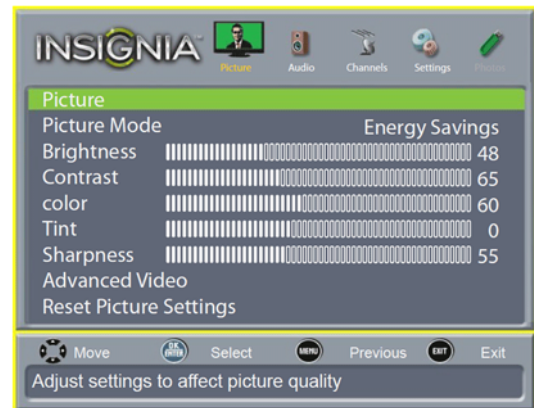 INSIGNIA
Picture Audio Channels Settings Photos
Picture
Picture Mode Energy Savings
Brightness 48
Contrast 65
color 60
Tint 0
Sharpness 55
Advanced Video
Reset Picture Settings
Move OK ENTER Select MENU Previous EXIT Exit
Adjust settings to affect picture quality